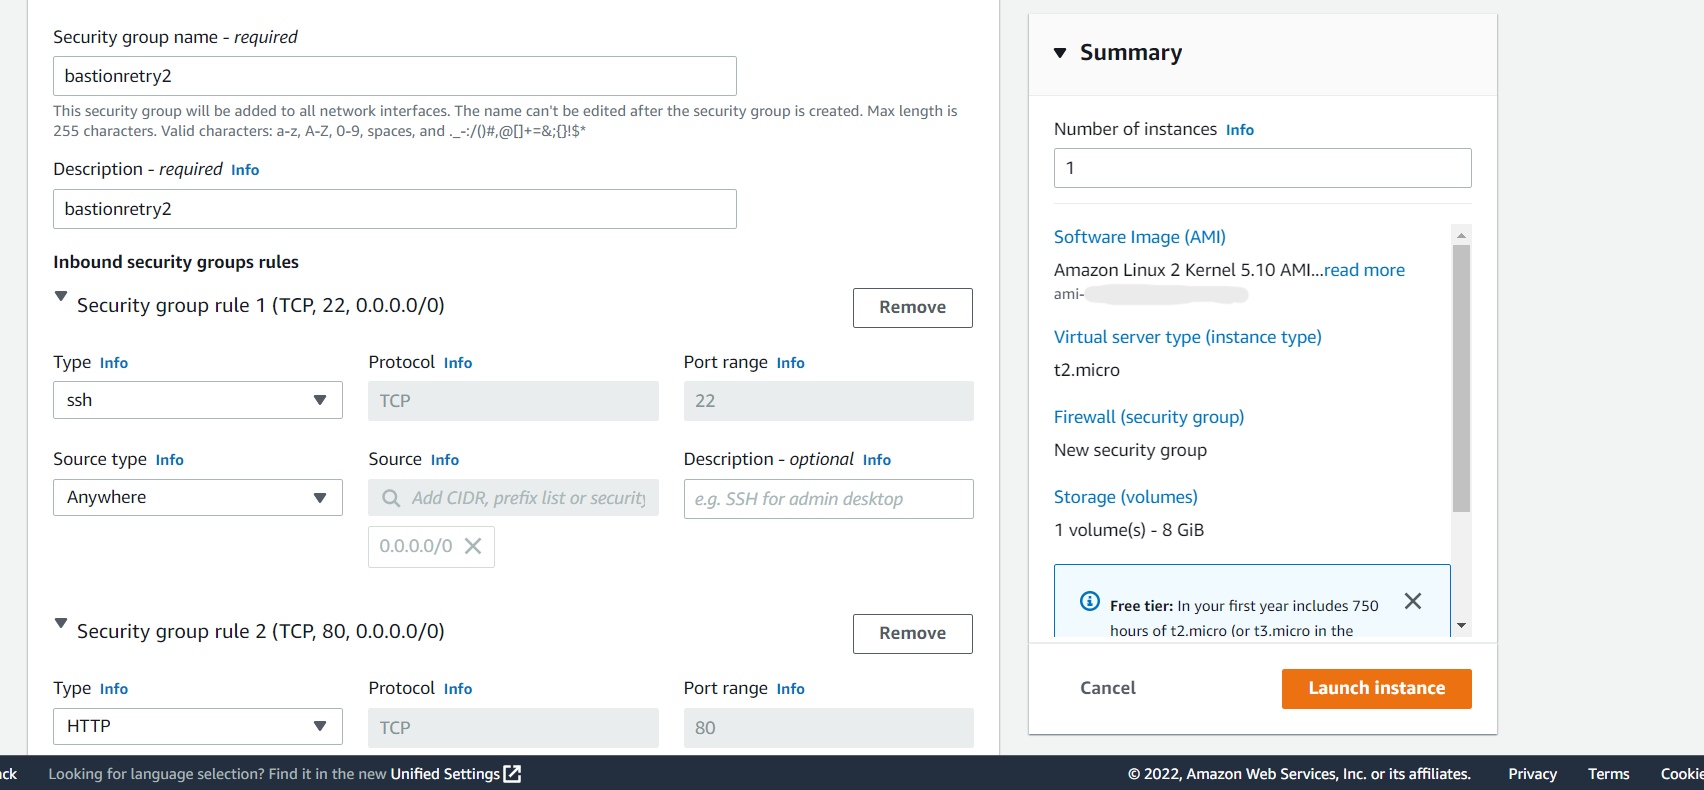 Security group name - required
bastionretry2
This security group will be added to all network interfaces. The name can't be edited after the security group is created. Max length is
255 characters. Valid characters: a-z, A-Z, 0-9, spaces, and ._-:/()#,@[]+=&;{}!$*
Description - required Info
bastionretry2
Inbound security groups rules
Security group rule 1 (TCP, 22, 0.0.0.0/0)
Remove
Type Info
Protocol Info
Port range Info
ssh
TCP
22
Source type Info
Source Info
Description - optional Info
Anywhere
Add CIDR, prefix list or security
e.g. SSH for admin desktop
0.0.0.0/0
Security group rule 2 (TCP, 80, 0.0.0.0/0)
Remove
Type Info
Protocol Info
Port range Info
HTTP
TCP
80
Summary
Number of instances Info
1
Software Image (AMI)
Amazon Linux 2 Kernel 5.10 AMI...read more
ami-
Virtual server type (instance type)
t2.micro
Firewall (security group)
New security group
Storage (volumes)
1 volume(s) - 8 GiB
Free tier: In your first year includes 750
hours of t2.micro (or t3.micro in the
Cancel
Launch instance
ck
Looking for language selection? Find it in the new Unified Settings
© 2022, Amazon Web Services, Inc. or its affiliates.
Privacy
Terms
Cookie